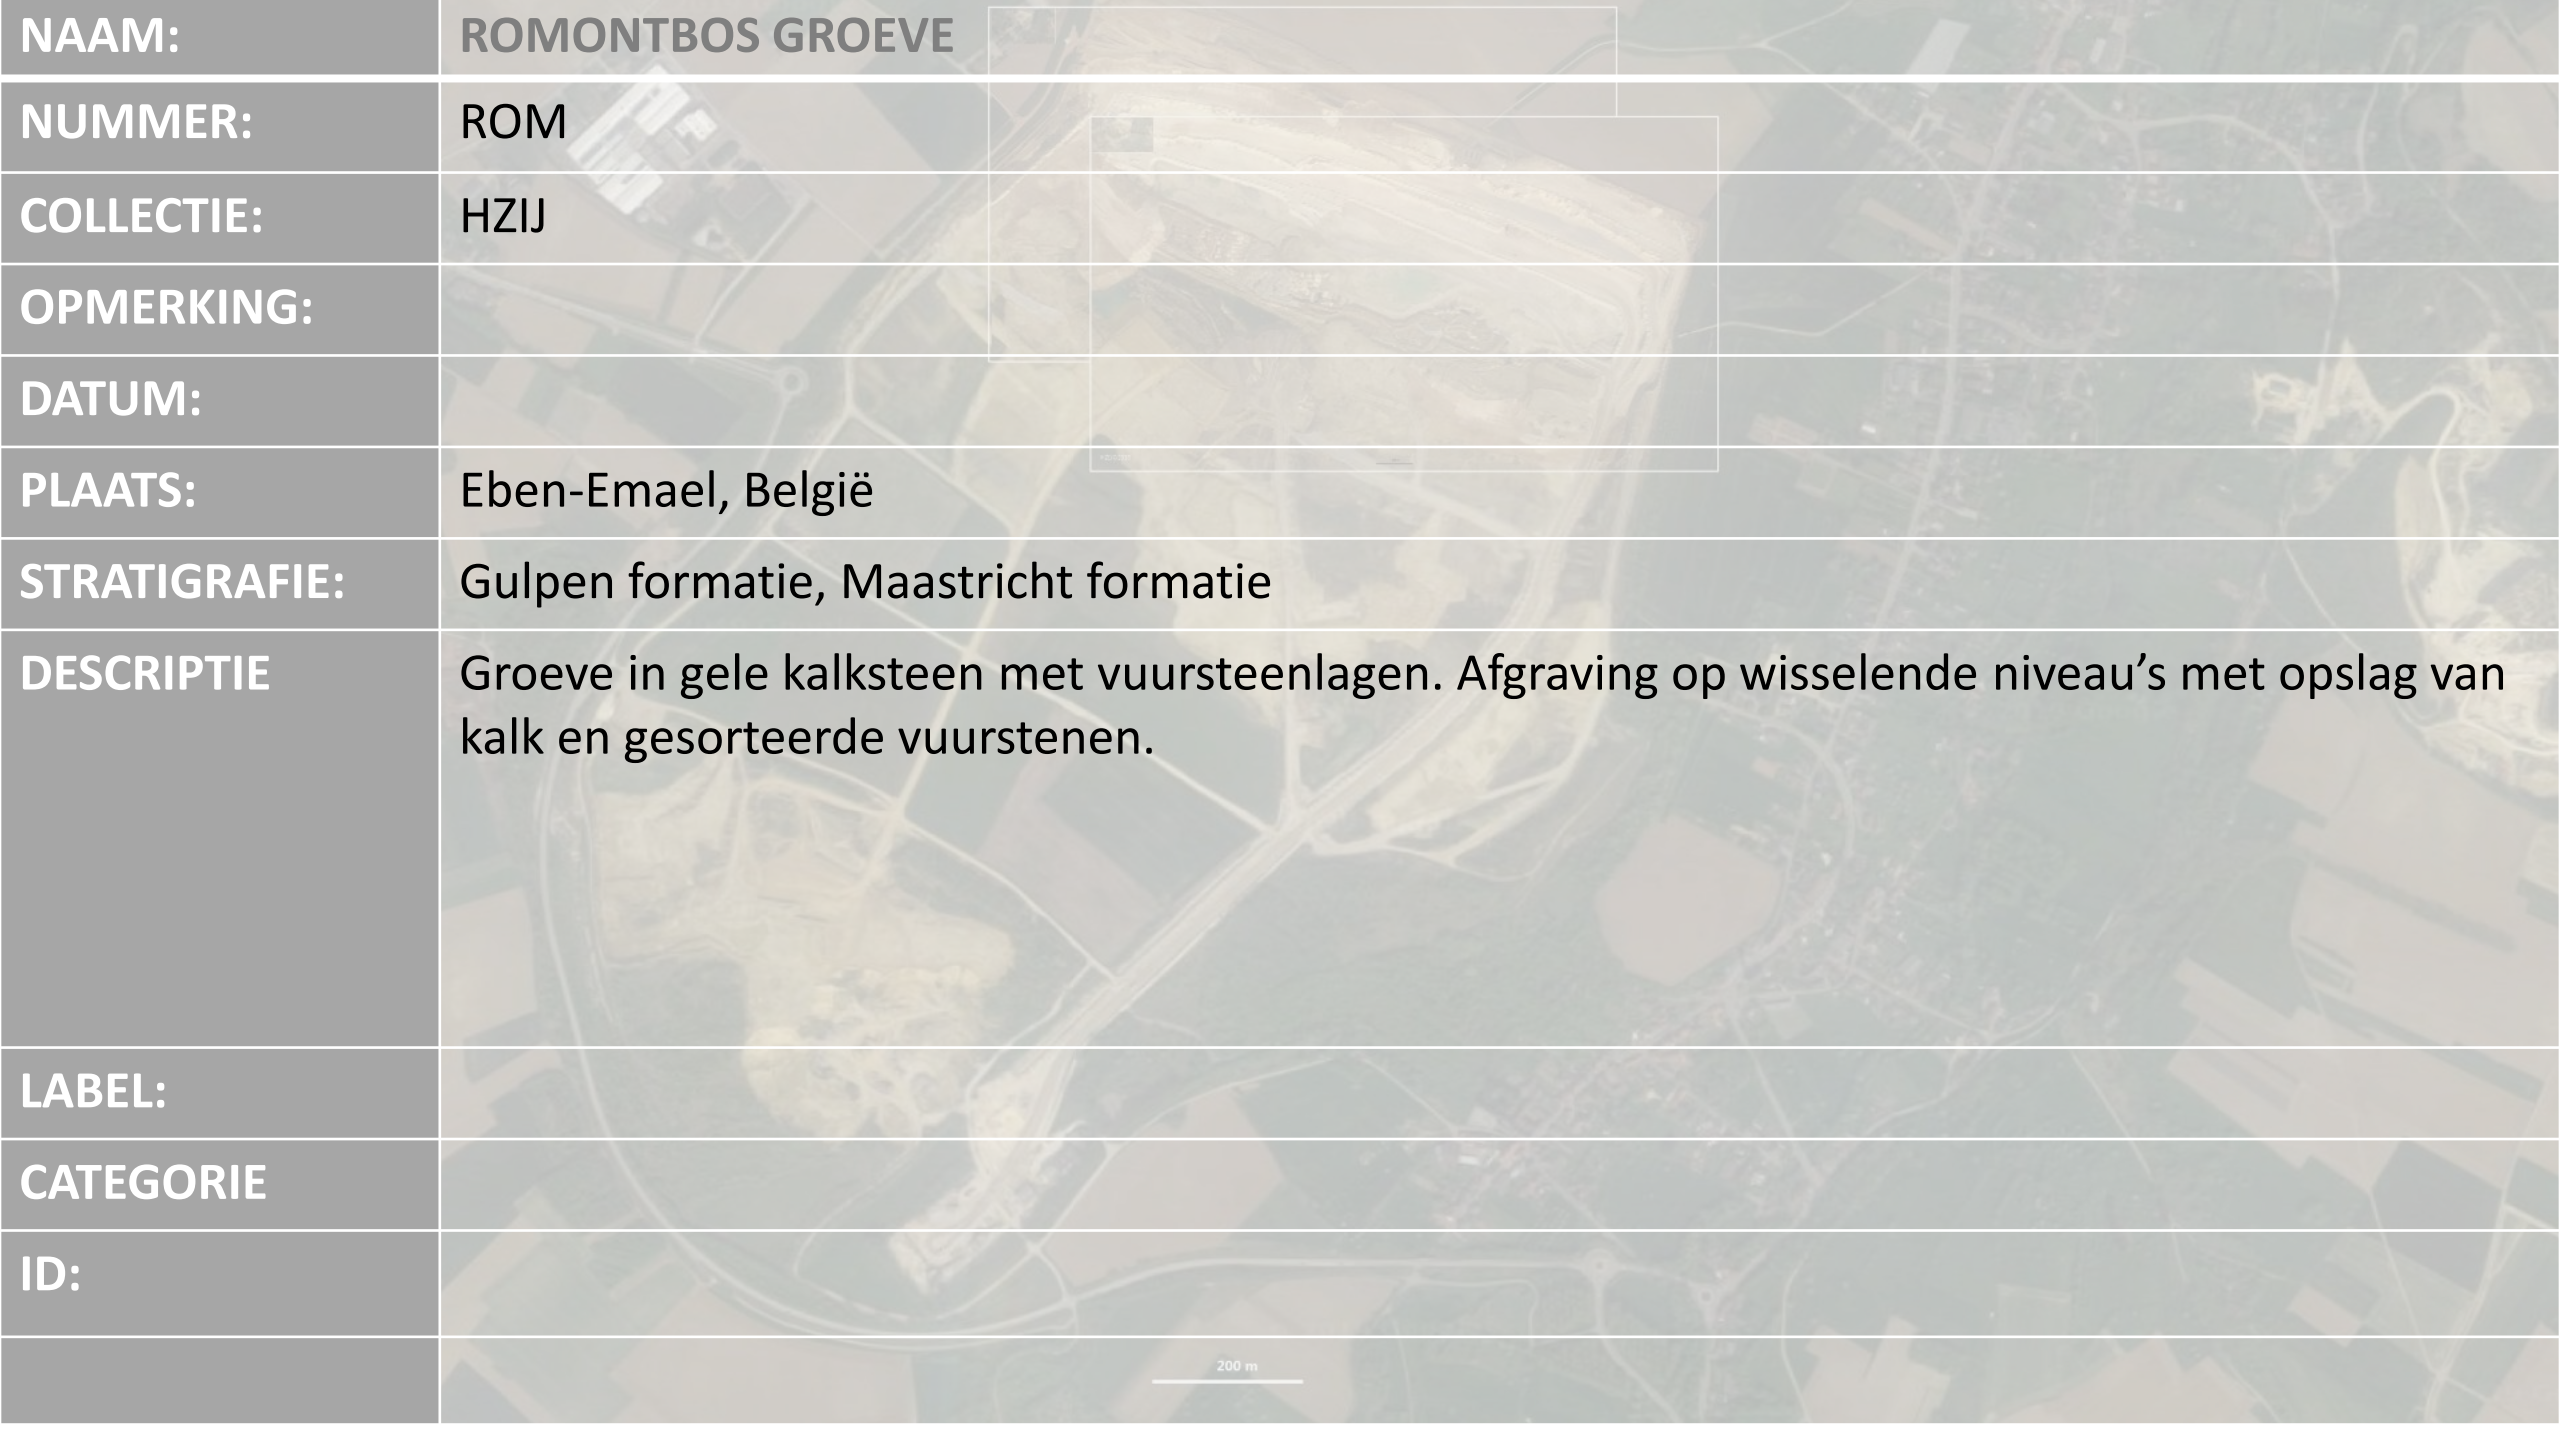 NAAM: ROMONTBOS GROEVE
NUMMER: ROM
COLLECTIE: HZIJ
OPMERKING:
DATUM:
PLAATS: Eben-Emael, België
STRATIGRAFIE: Gulpen formatie, Maastricht formatie
DESCRIPTIE Groeve in gele kalksteen met vuursteenlagen. Afgraving op wisselende niveau’s met opslag van
kalk en gesorteerde vuurstenen.
LABEL:
CATEGORIE
ID:
200 m